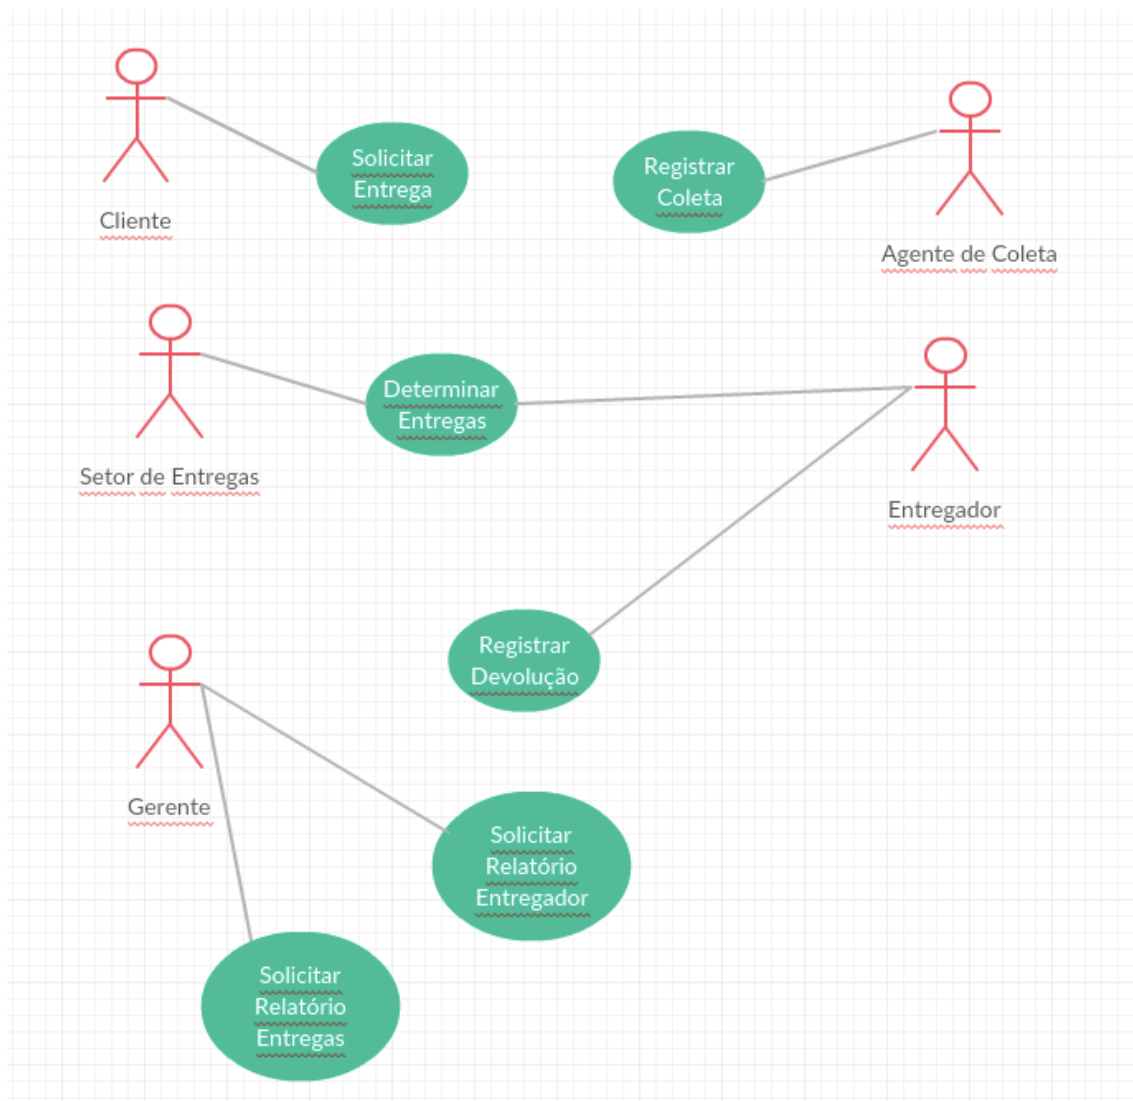 Solicitar
Entrega
Registrar
Coleta
Cliente
Agente de Coleta
Determinar
Entregas
Setor de Entregas
Entregador
Registrar
Devolução
Gerente
Solicitar
Relatório
Entregador
Solicitar
Relatório
Entregas